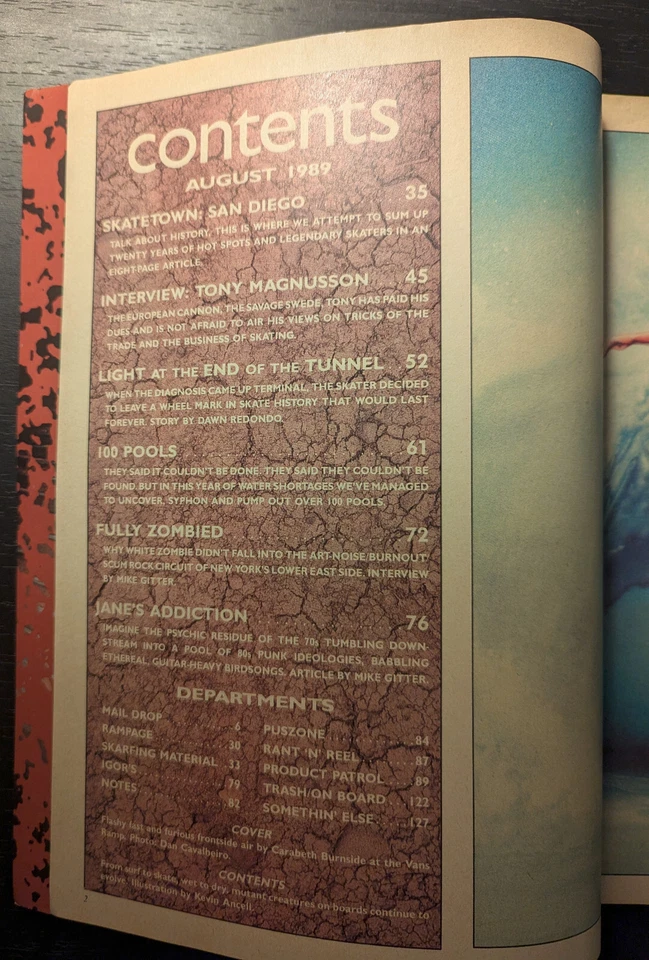 contents
AUGUST 1989
SKATETOWN: SAN DIEGO 35
TALK ABOUT HISTORY, THIS IS WHERE WE ATTEMPT TO SUM UP
TWENTY YEARS OF HOT SPOTS AND LEGENDARY SKATERS IN AN
EIGHT-PAGE ARTICLE.
INTERVIEW: TONY MAGNUSSON 45
THE EUROPEAN CANNON, THE SAVAGE SWEDE, TONY HAS PAID HIS
DUES AND IS NOT AFRAID TO AIR HIS VIEWS ON TRICKS OF THE
TRADE AND THE BUSINESS OF SKATING.
LIGHT AT THE END OF THE TUNNEL 52
WHEN THE DIAGNOSIS CAME UP TERMINAL, THE SKATER DECIDED
TO LEAVE A WHEEL MARK IN SKATE HISTORY THAT WOULD LAST
FOREVER. STORY BY DAWN REDONDO.
100 POOLS 61
THEY SAID IT COULDN'T BE DONE. THEY SAID THEY COULDN'T BE
FOUND. BUT IN THIS YEAR OF WATER SHORTAGES WE'VE MANAGED
TO UNCOVER, SYPHON AND PUMP OUT OVER 100 POOLS.
FULLY ZOMBIED 72
WHY WHITE ZOMBIE DIDN'T FALL INTO THE ART-NOISE/BURNOUT
SCUM ROCK CIRCUIT OF NEW YORK'S LOWER EAST SIDE, INTERVIEW
BY MIKE GITTER.
JANE'S ADDICTION 76
IMAGINE THE PSYCHIC RESIDUE OF THE 70s TUMBLING DOWN-
STREAM INTO A POOL OF 80s PUNK IDEOLOGIES, BABBLING
ETHEREAL, GUITAR-HEAVY BIRDSONGS. ARTICLE BY MIKE GITTER.
DEPARTMENTS
MAIL DROP 6
RAMPAGE 30
SKARFING MATERIAL 33
IGOR'S 79
NOTES 82
PUSZONE 84
RANT 'N' REEL 87
PRODUCT PATROL 89
TRASH/ON BOARD 122
SOMETHIN' ELSE 127
COVER
Flashy fast and furious frontside air by Carabeth Burnside at the Vans
Ramp. Photo: Dan Cavalheiro.
CONTENTS
From surf to skate, wet to dry, mutant creatures on boards continue to
evolve. Illustration by Kevin Ancell.